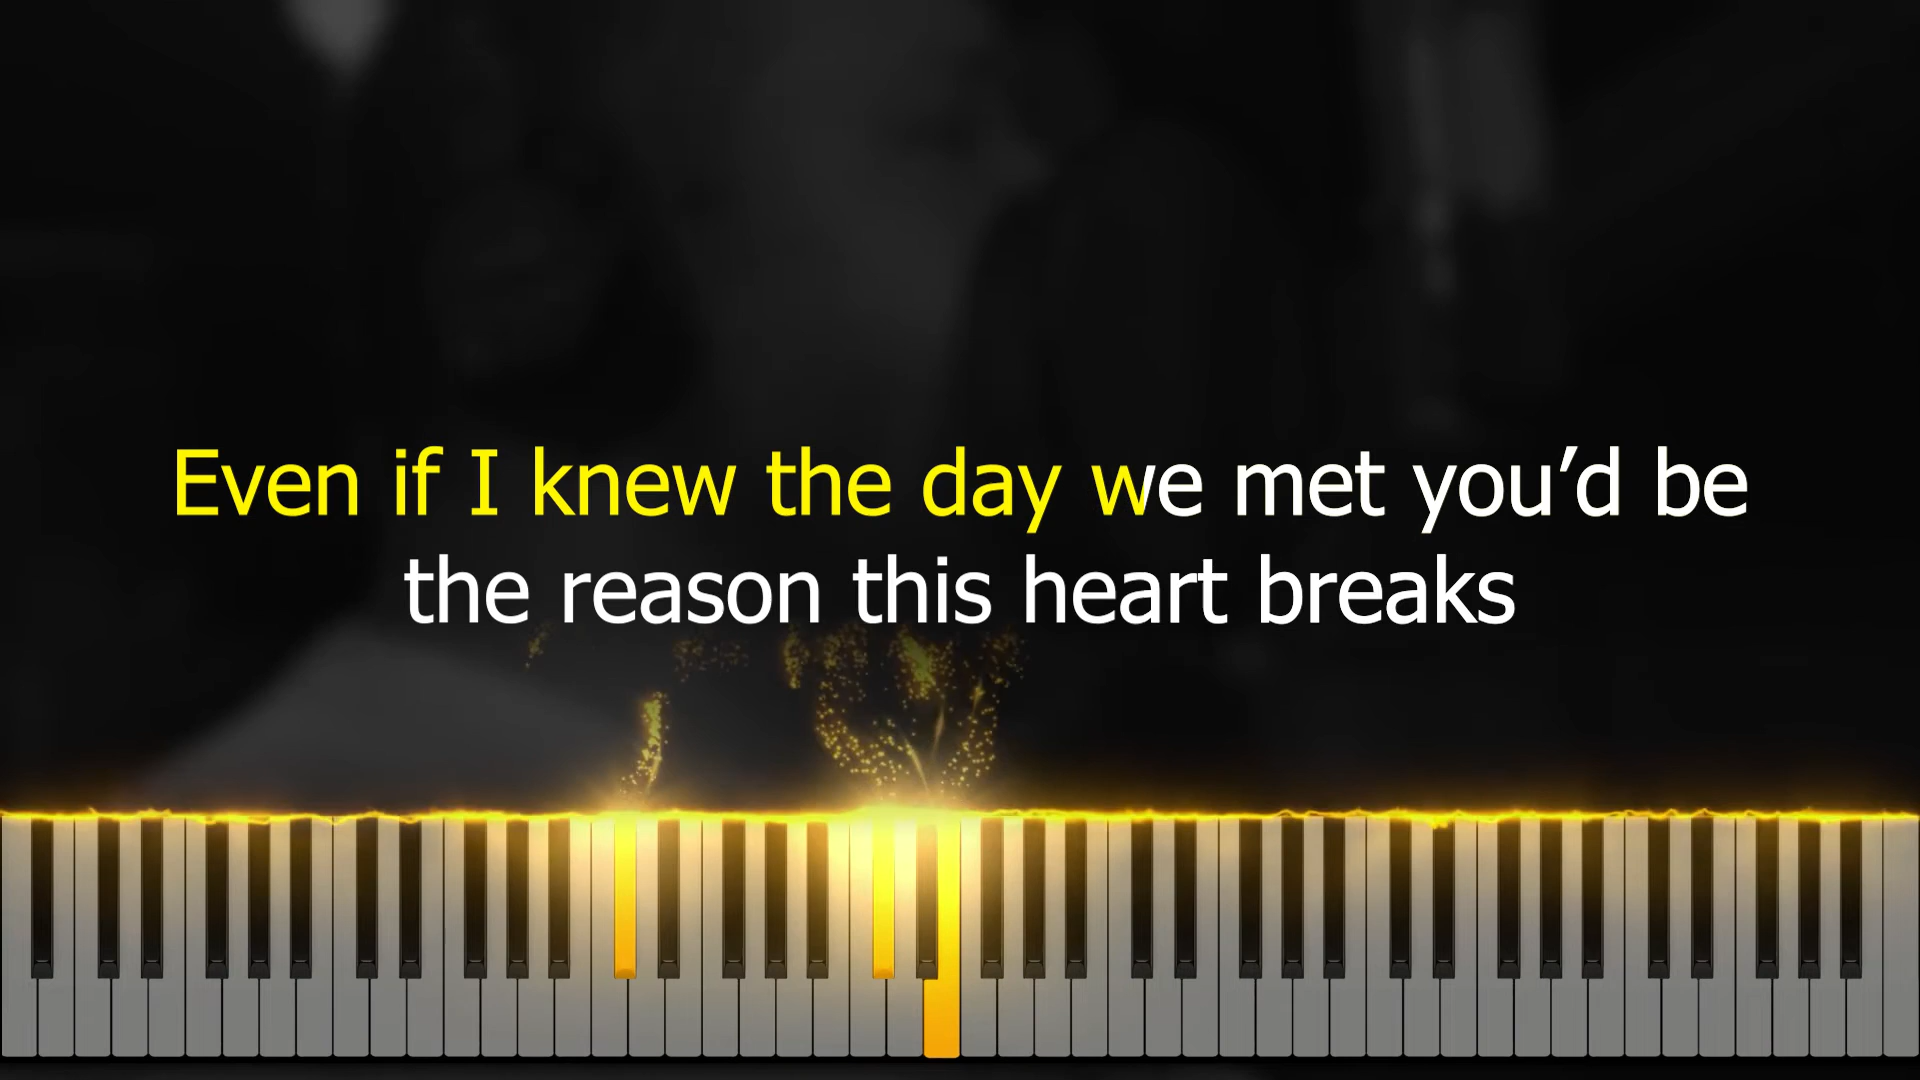 Even if I knew the day we met you’d be
the reason this heart breaks